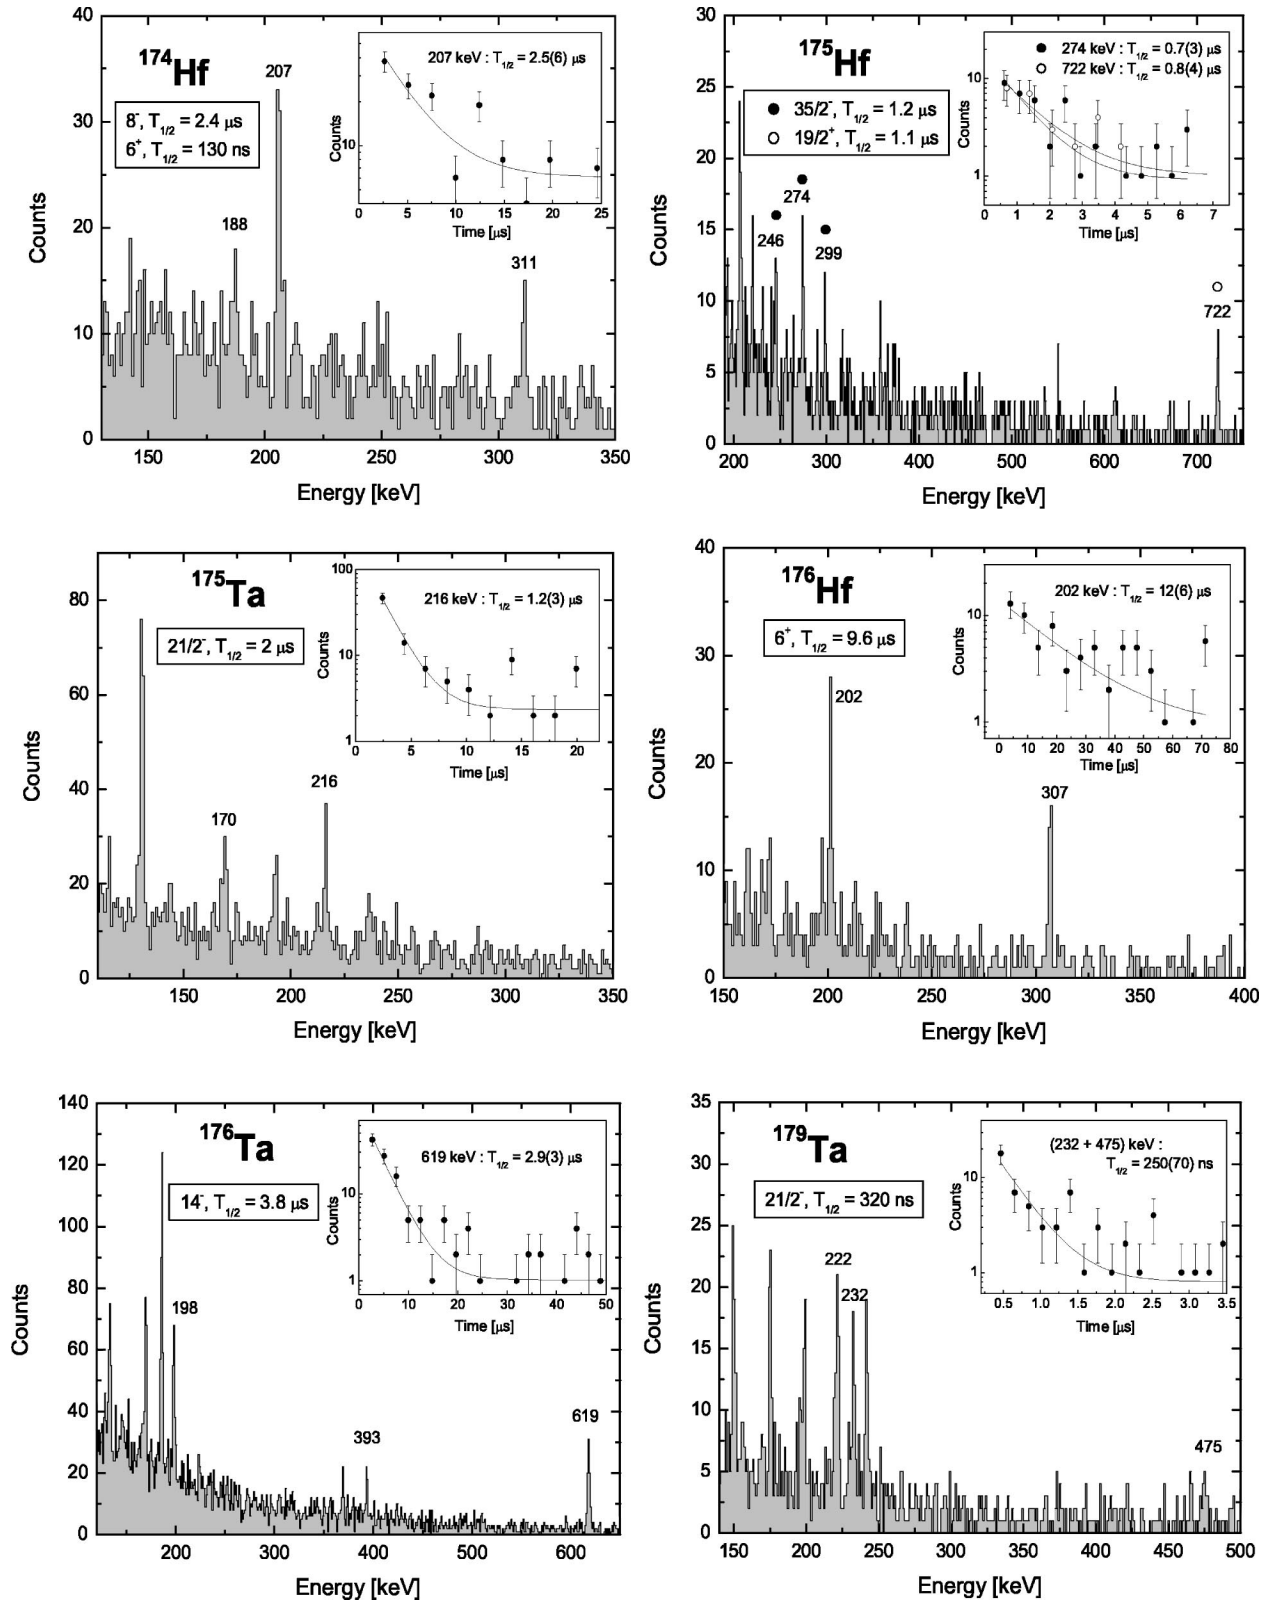 40
30
20
10
0
Counts
¹⁷⁴Hf
8⁻, T₁/₂ = 2.4 μs
6⁺, T₁/₂ = 130 ns
188
207
311
150 200 250 300 350
Energy [keV]
207 keV : T₁/₂ = 2.5(6) μs
Counts
10
0 5 10 15 20 25
Time [μs]
30
25
20
15
10
5
0
Counts
¹⁷⁵Hf
● 35/2⁻, T₁/₂ = 1.2 μs
○ 19/2⁺, T₁/₂ = 1.1 μs
246
274
299
722
200 300 400 500 600 700
Energy [keV]
● 274 keV : T₁/₂ = 0.7(3) μs
○ 722 keV : T₁/₂ = 0.8(4) μs
Counts
10
1
0 1 2 3 4 5 6 7
Time [μs]
80
60
40
20
0
Counts
¹⁷⁵Ta
21/2⁻, T₁/₂ = 2 μs
170
216
150 200 250 300 350
Energy [keV]
216 keV : T₁/₂ = 1.2(3) μs
Counts
100
10
1
0 5 10 15 20
Time [μs]
40
30
20
10
0
Counts
¹⁷⁶Hf
6⁺, T₁/₂ = 9.6 μs
202
307
150 200 250 300 350 400
Energy [keV]
202 keV : T₁/₂ = 12(6) μs
Counts
10
1
0 10 20 30 40 50 60 70 80
Time [μs]
140
120
100
80
60
40
20
0
Counts
¹⁷⁶Ta
14⁻, T₁/₂ = 3.8 μs
198
393
619
200 300 400 500 600
Energy [keV]
619 keV : T₁/₂ = 2.9(3) μs
Counts
10
1
0 10 20 30 40 50
Time [μs]
35
30
25
20
15
10
5
0
Counts
¹⁷⁹Ta
21/2⁻, T₁/₂ = 320 ns
222
232
475
150 200 250 300 350 400 450 500
Energy [keV]
(232 + 475) keV :
T₁/₂ = 250(70) ns
Counts
10
1
0.5 1.0 1.5 2.0 2.5 3.0 3.5
Time [μs]